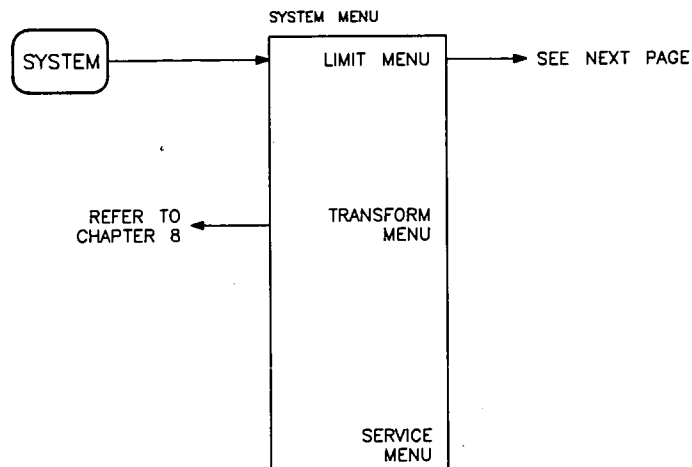 SYSTEM MENU
SYSTEM
LIMIT MENU
SEE NEXT PAGE
REFER TO
CHAPTER 8
TRANSFORM
MENU
SERVICE
MENU